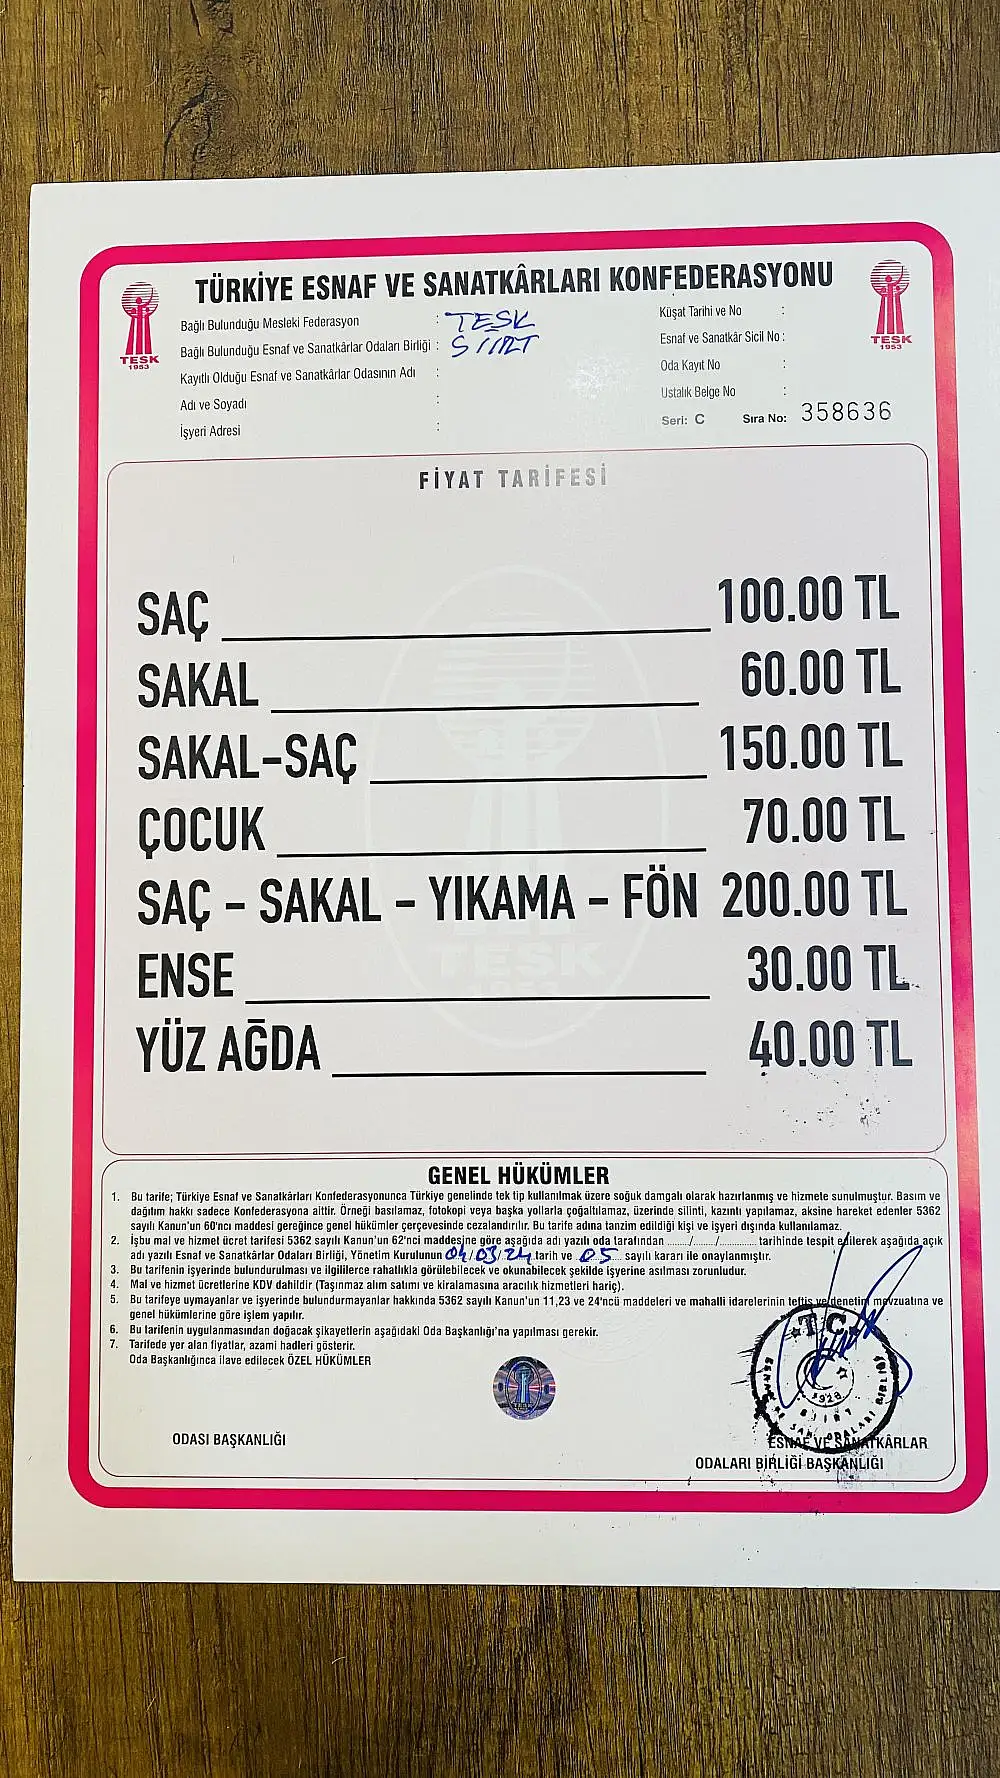 TÜRKİYE ESNAF VE SANATKÂRLARI KONFEDERASYONU
TESK
1953
TESK
1953
Bağlı Bulunduğu Mesleki Federasyon : TESK
Bağlı Bulunduğu Esnaf ve Sanatkârlar Odaları Birliği : SİİRT
Kayıtlı Olduğu Esnaf ve Sanatkârlar Odasının Adı :
Adı ve Soyadı :
İşyeri Adresi :
Küşat Tarihi ve No :
Esnaf ve Sanatkâr Sicil No :
Oda Kayıt No :
Ustalık Belge No :
Seri: C Sıra No: 358636
FİYAT TARİFESİ
SAÇ 100.00 TL
SAKAL 60.00 TL
SAKAL-SAÇ 150.00 TL
ÇOCUK 70.00 TL
SAÇ - SAKAL - YIKAMA - FÖN 200.00 TL
ENSE 30.00 TL
YÜZ AĞDA 40.00 TL
TESK
1953
GENEL HÜKÜMLER
1. Bu tarife; Türkiye Esnaf ve Sanatkârları Konfederasyonunca Türkiye genelinde tek tip kullanılmak üzere soğuk damgalı olarak hazırlanmış ve hizmete sunulmuştur. Basım ve
dağıtım hakkı sadece Konfederasyona aittir. Örneği basılamaz, fotokopi veya başka yollarla çoğaltılamaz, üzerinde silinti, kazıntı yapılamaz, aksine hareket edenler 5362
sayılı Kanun'un 60'ncı maddesi gereğince genel hükümler çerçevesinde cezalandırılır. Bu tarife adına tanzim edildiği kişi ve işyeri dışında kullanılamaz.
2. İşbu mal ve hizmet ücret tarifesi 5362 sayılı Kanun'un 62'nci maddesine göre aşağıda adı yazılı oda tarafından ....../....../............ tarihinde tespit edilerek aşağıda açık
adı yazılı Esnaf ve Sanatkârlar Odaları Birliği, Yönetim Kurulunun 04/03/24 tarih ve 05 sayılı kararı ile onaylanmıştır.
3. Bu tarifenin işyerinde bulundurulması ve ilgililerce rahatlıkla görülebilecek ve okunabilecek şekilde işyerine asılması zorunludur.
4. Mal ve hizmet ücretlerine KDV dahildir (Taşınmaz alım satımı ve kiralamasına aracılık hizmetleri hariç).
5. Bu tarifeye uymayanlar ve işyerinde bulundurmayanlar hakkında 5362 sayılı Kanun'un 11,23 ve 24'ncü maddeleri ve mahalli idarelerinin teftiş ve denetim mevzuatına ve
genel hükümlerine göre işlem yapılır.
6. Bu tarifenin uygulanmasından doğacak şikayetlerin aşağıdaki Oda Başkanlığı'na yapılması gerekir.
7. Tarifede yer alan fiyatlar, azami hadleri gösterir.
Oda Başkanlığınca ilave edilecek ÖZEL HÜKÜMLER
T.C.
ODASI BAŞKANLIĞI
ESNAF VE SANATKÂRLAR
ODALARI BİRLİĞİ BAŞKANLIĞI